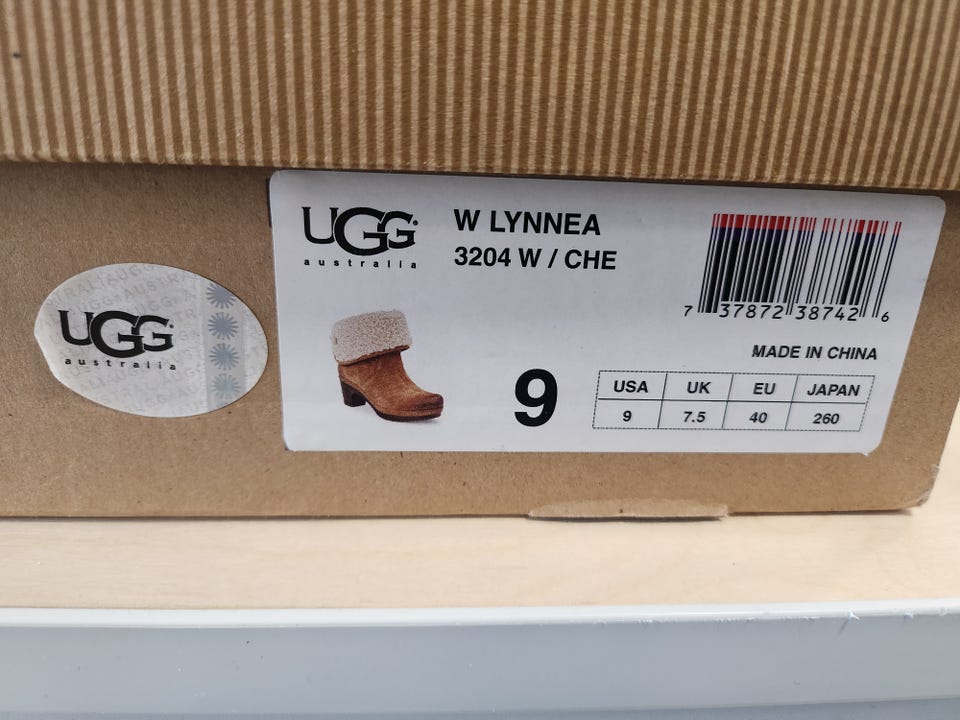 UGG
australia
W LYNNEA
3204 W / CHE
7 37872 38742 6
MADE IN CHINA
9
USA UK EU JAPAN
9 7.5 40 260
UGG
australia